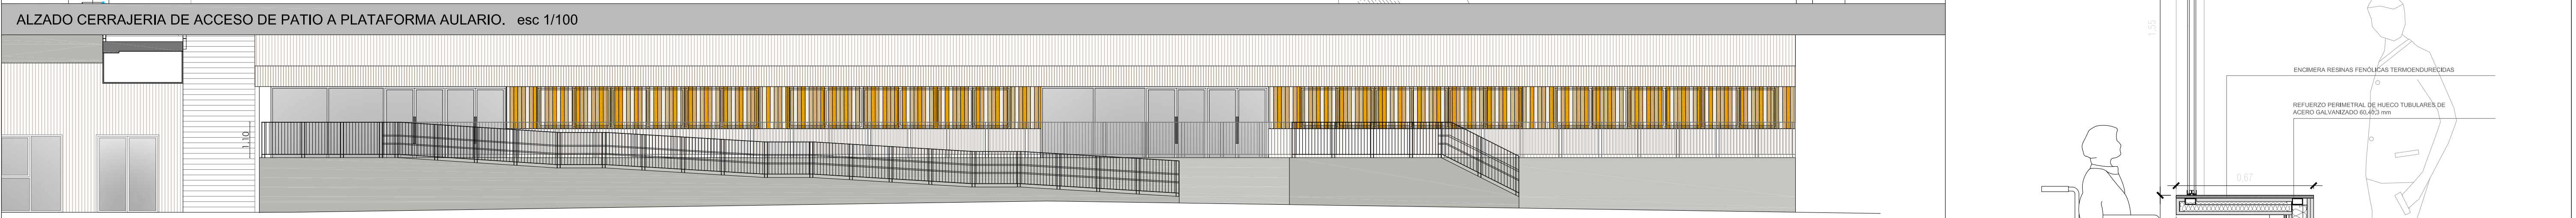 ALZADO CERRAJERIA DE ACCESO DE PATIO A PLATAFORMA AULARIO. esc 1/100
1,10
1,55
ENCIMERA RESINAS FENÓLICAS TERMOENDURECIDAS
REFUERZO PERIMETRAL DE HUECO TUBULARES DE
ACERO GALVANIZADO 60,40;3 mm
0,67